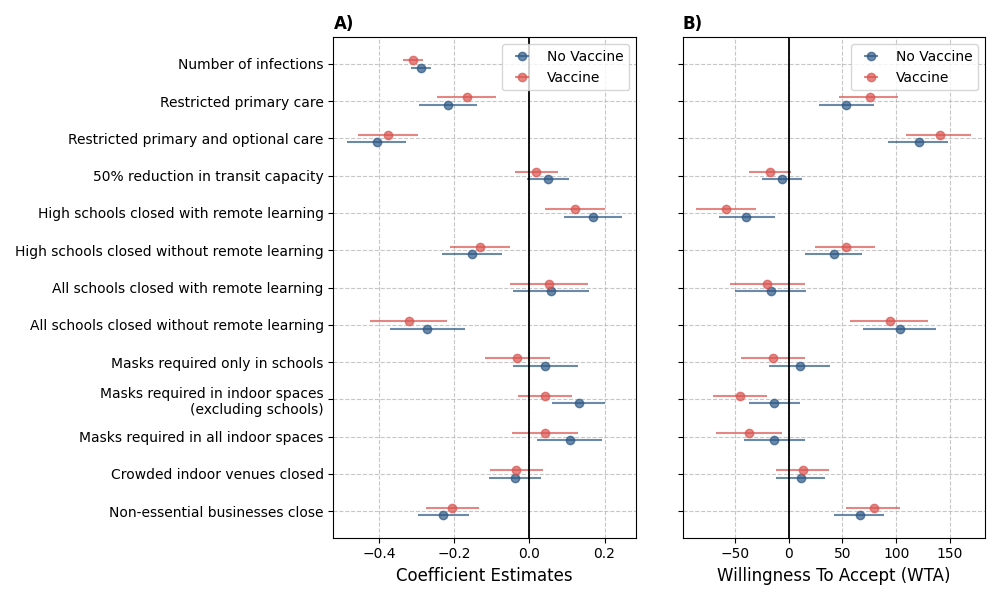 A)
B)
No Vaccine
Vaccine
No Vaccine
Vaccine
Number of infections
Restricted primary care
Restricted primary and optional care
50% reduction in transit capacity
High schools closed with remote learning
High schools closed without remote learning
All schools closed with remote learning
All schools closed without remote learning
Masks required only in schools
Masks required in indoor spaces
(excluding schools)
Masks required in all indoor spaces
Crowded indoor venues closed
Non-essential businesses close
−0.4 −0.2 0.0 0.2
−50 0 50 100 150
Coefficient Estimates
Willingness To Accept (WTA)